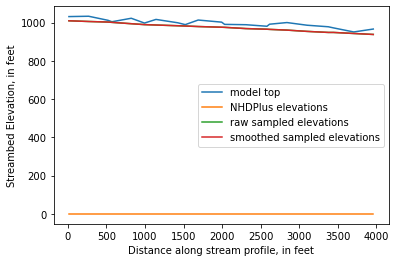 Streambed Elevation, in feet
1000
800
600
400
200
0
model top
NHDPlus elevations
raw sampled elevations
smoothed sampled elevations
0 500 1000 1500 2000 2500 3000 3500 4000
Distance along stream profile, in feet